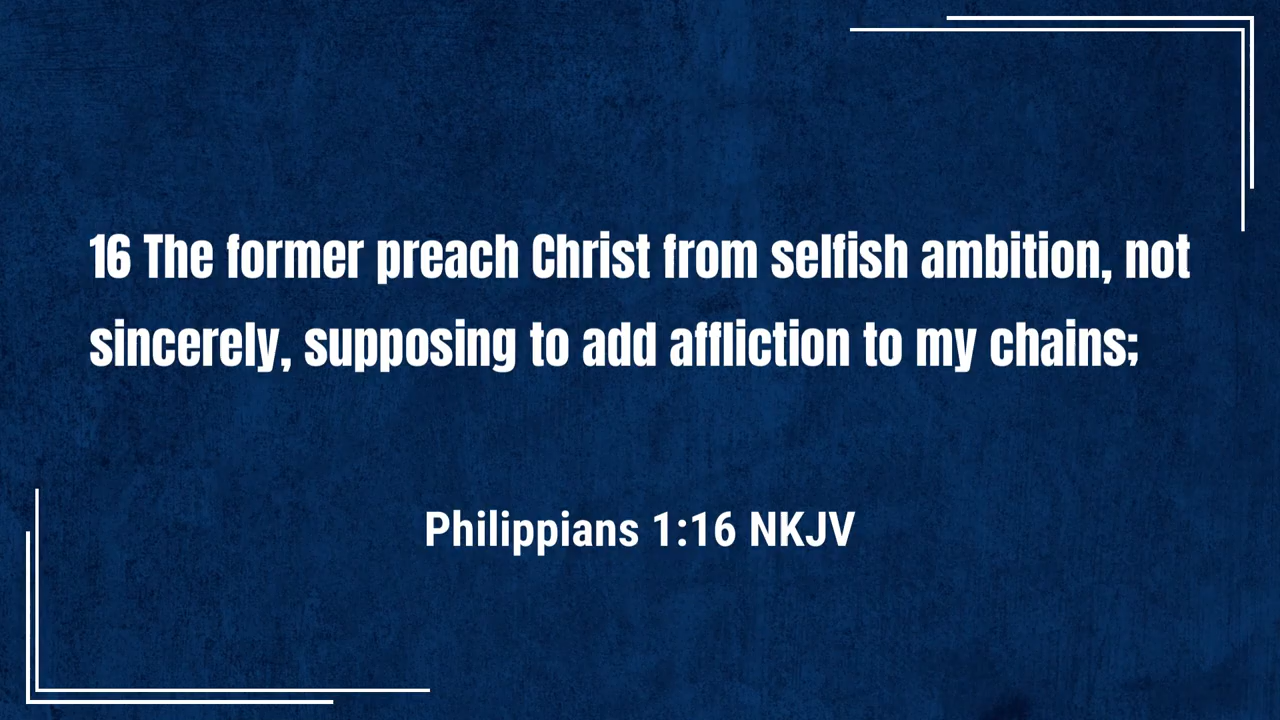 16 The former preach Christ from selfish ambition, not
sincerely, supposing to add affliction to my chains;
Philippians 1:16 NKJV